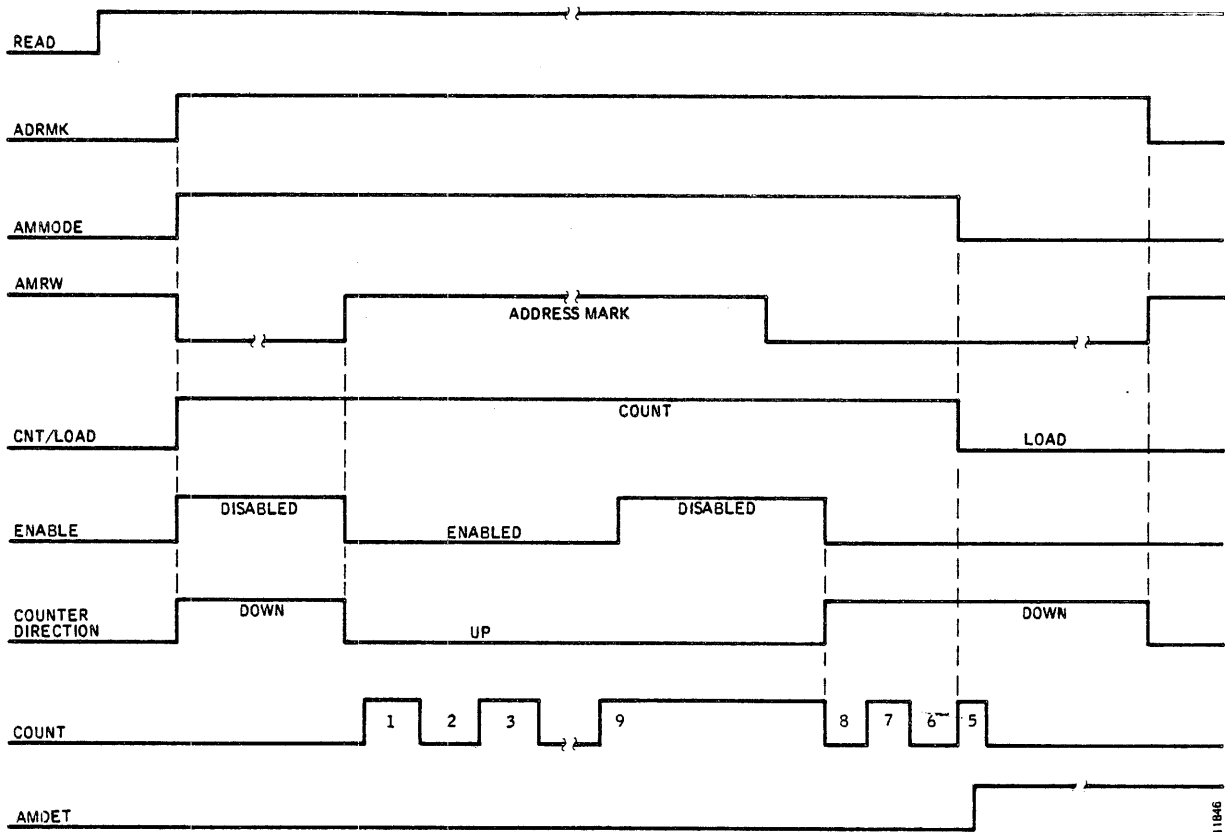 READ
ADRMK
AMMODE
AMRW
ADDRESS MARK
CNT/LOAD
COUNT
LOAD
ENABLE
DISABLED
ENABLED
DISABLED
COUNTER
DIRECTION
DOWN
UP
DOWN
COUNT
1 2 3 9 8 7 6 5
AMDET
11846